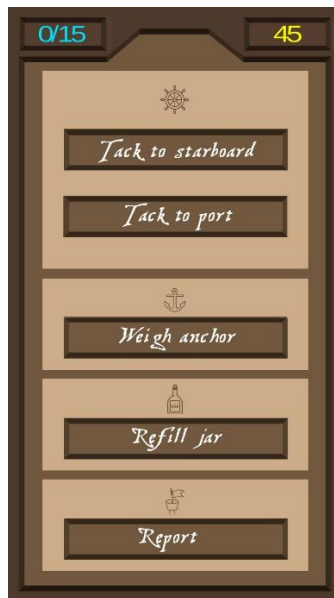 0/15
45
Tack to starboard
Tack to port
Weigh anchor
Refill jar
Report